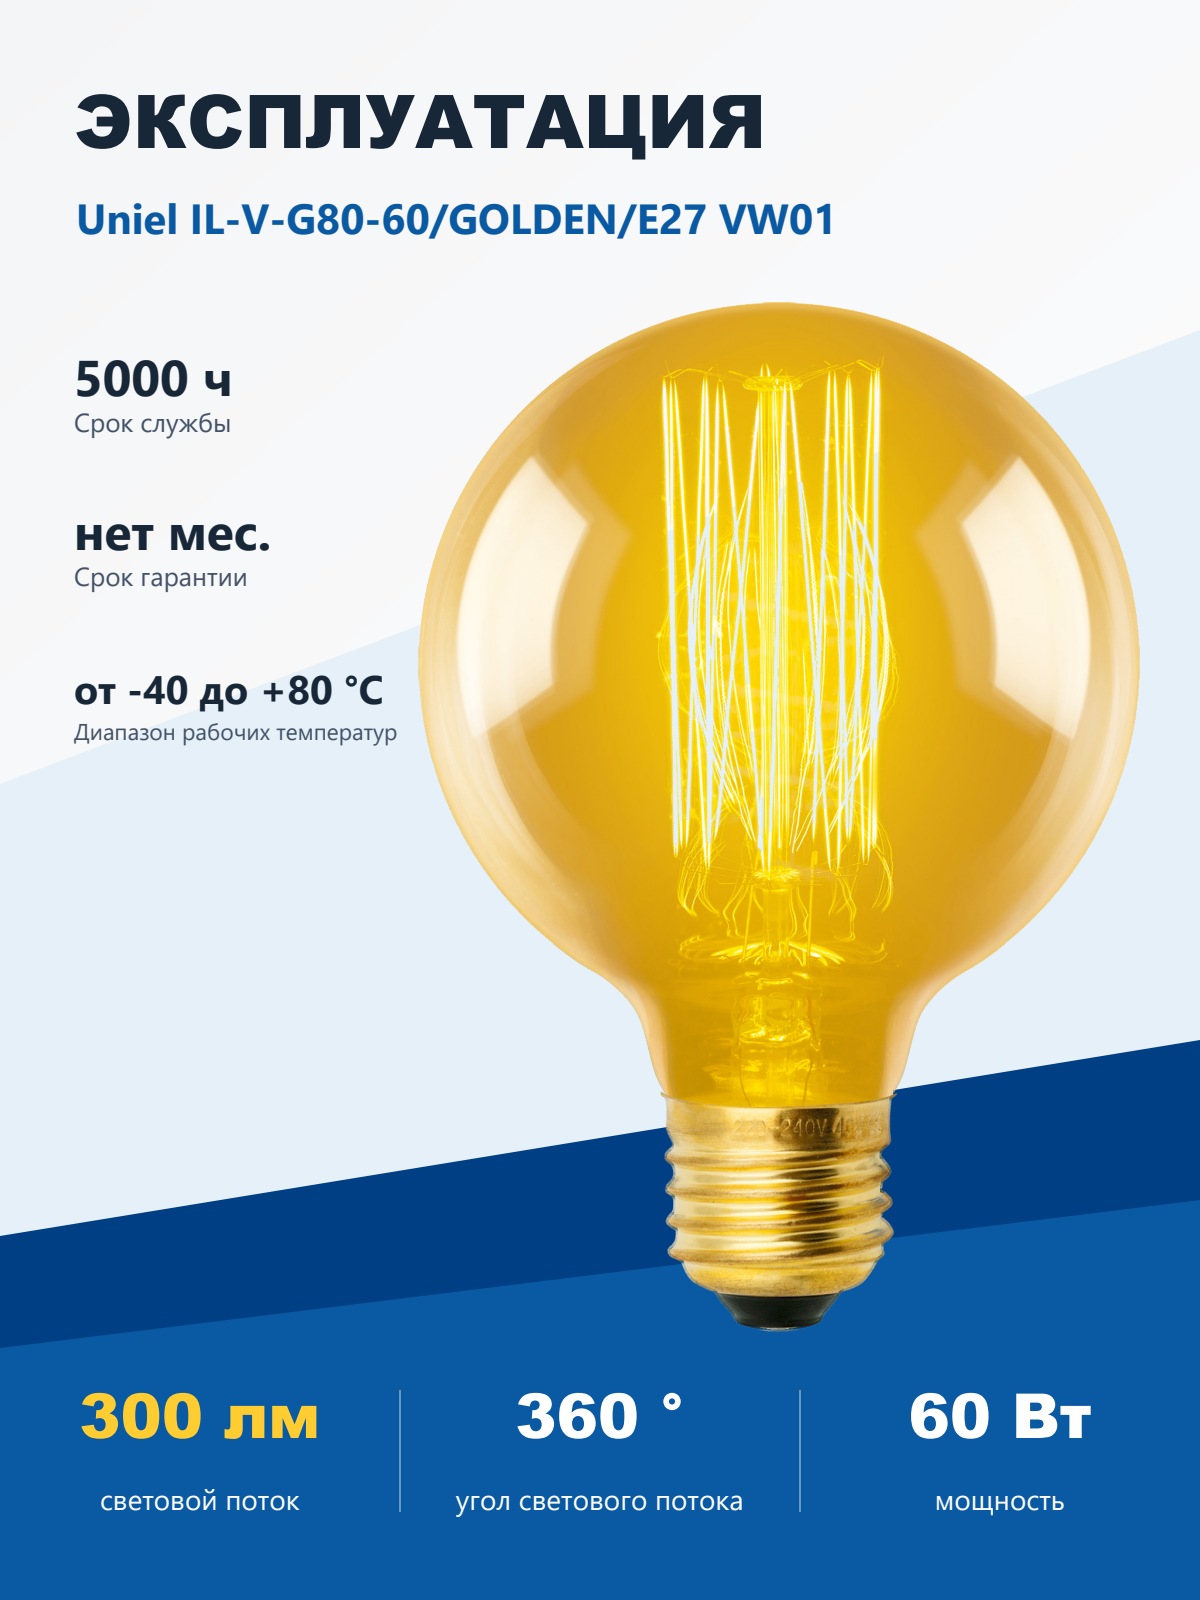 ЭКСПЛУАТАЦИЯ
Uniel IL-V-G80-60/GOLDEN/E27 VW01
5000 ч
Срок службы
нет мес.
Срок гарантии
от -40 до +80 °C
Диапазон рабочих температур
240V
300 лм
360 °
60 Вт
световой поток
угол светового потока
мощность